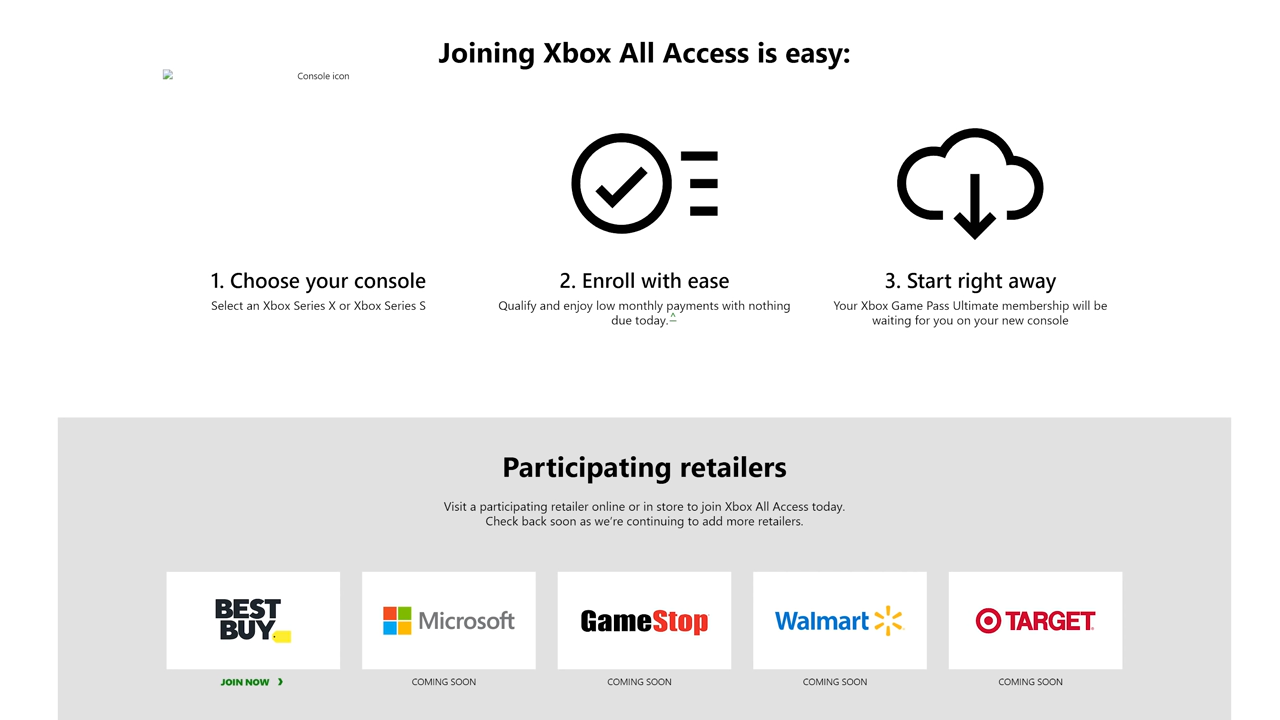 Joining Xbox All Access is easy:
Console icon
1. Choose your console
Select an Xbox Series X or Xbox Series S
2. Enroll with ease
Qualify and enjoy low monthly payments with nothing
due today.^
3. Start right away
Your Xbox Game Pass Ultimate membership will be
waiting for you on your new console
Participating retailers
Visit a participating retailer online or in store to join Xbox All Access today.
Check back soon as we're continuing to add more retailers.
BEST
BUY
JOIN NOW ›
Microsoft
COMING SOON
GameStop
COMING SOON
Walmart
COMING SOON
TARGET
COMING SOON